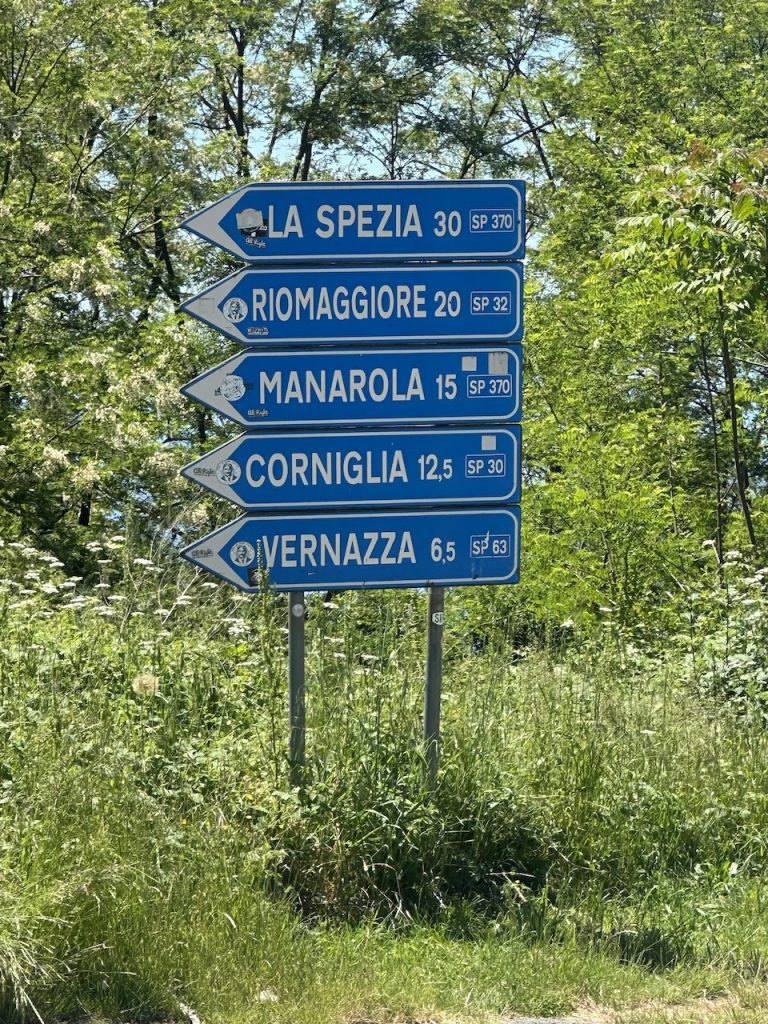 LA SPEZIA 30 SP 370
RIOMAGGIORE 20 SP 32
MANAROLA 15 SP 370
CORNIGLIA 12,5 SP 30
VERNAZZA 6,5 SP 63